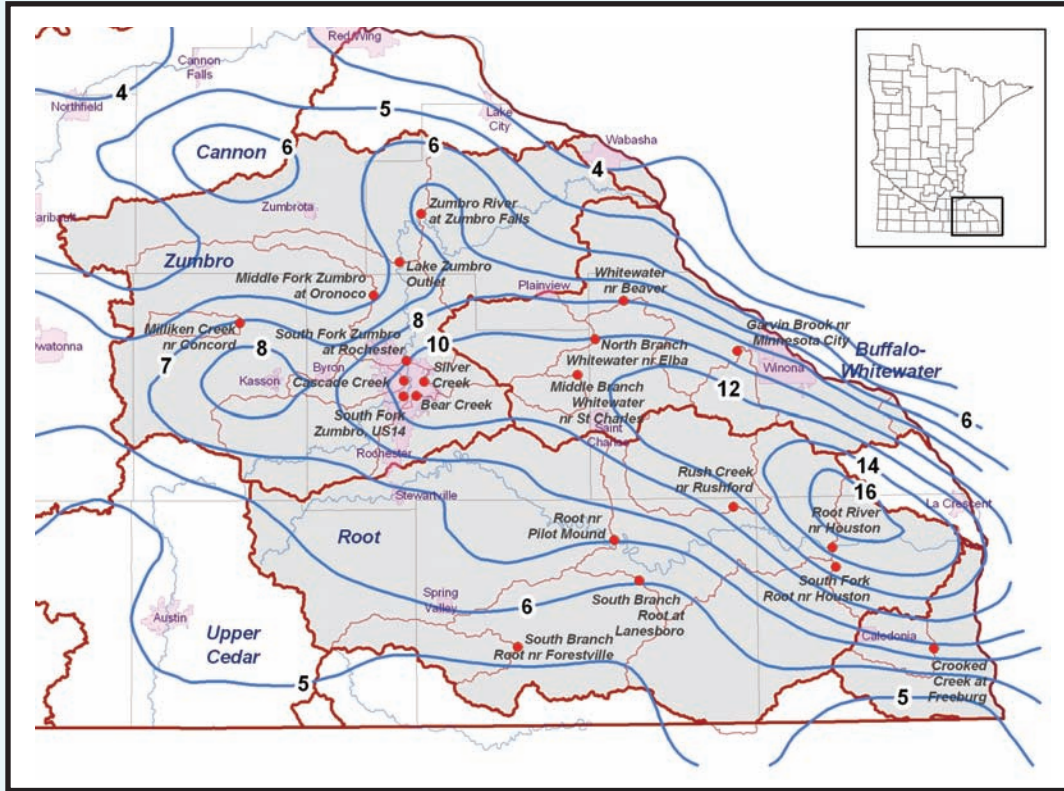 Red Wing
Cannon
Falls
4
Northfield
5
Lake
City
Wabasha
Cannon
6
6
4
Zumbrota
Zumbro River
at Zumbro Falls
Zumbro
Lake Zumbro
Outlet
Middle Fork Zumbro
at Oronoco
Whitewater
nr Beaver
Plainview
Milliken Creek
nr Concord
South Fork Zumbro
at Rochester
8
10
Garvin Brook nr
Minnesota City
North Branch
Whitewater nr Elba
Buffalo-
Whitewater
Winona
7
8
Kasson
Byron
Cascade Creek
Silver
Creek
Bear Creek
Middle Branch
Whitewater
nr St Charles
12
South Fork
Zumbro, US14
Saint
Charles
6
Rochester
Stewartville
Rush Creek
nr Rushford
14
16
Root River
nr Houston
La Crescent
Root
Root nr
Pilot Mound
South Fork
Root nr Houston
Spring
Valley
6
South Branch
Root at
Lanesboro
Austin
Upper
Cedar
South Branch
Root nr Forestville
Caledonia
5
Crooked
Creek at
Freeburg
5